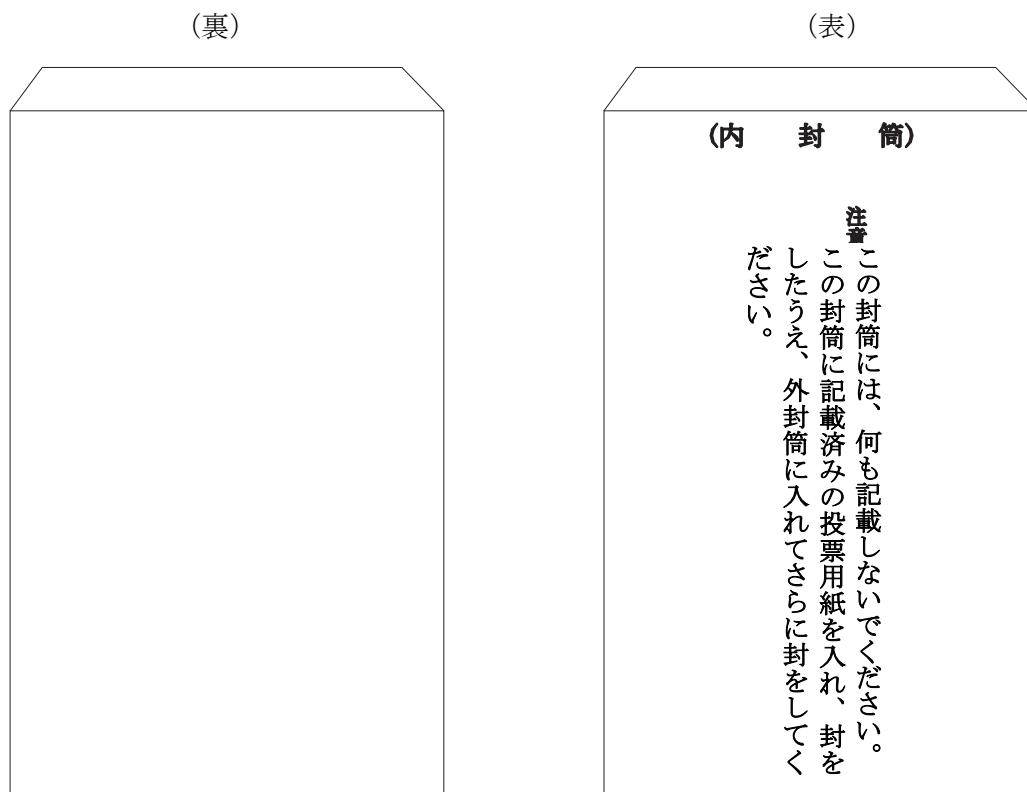 （裏）
（表）
（内　封　筒）
注意
この封筒には、何も記載しないでください。
この封筒に記載済みの投票用紙を入れ、封を
したうえ、外封筒に入れてさらに封をしてく
ださい。